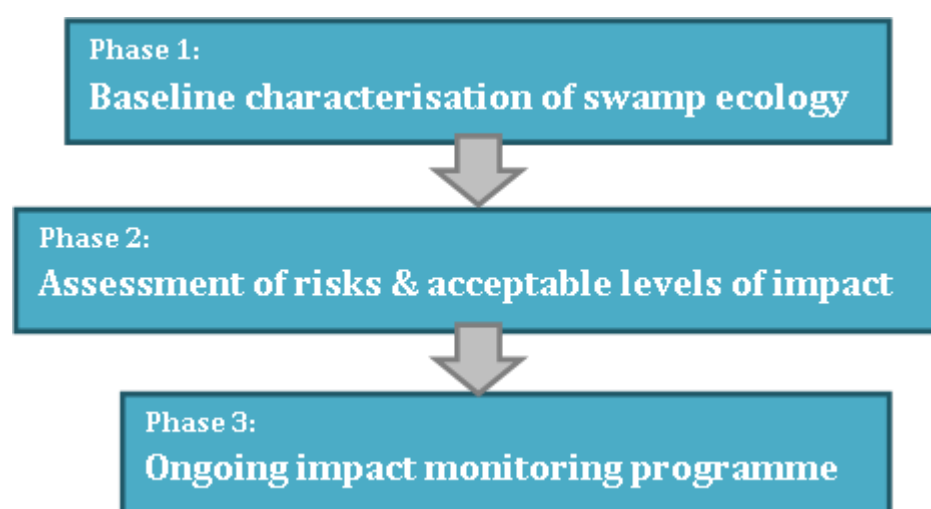 Phase 1:
Baseline characterisation of swamp ecology
Phase 2:
Assessment of risks & acceptable levels of impact
Phase 3:
Ongoing impact monitoring programme